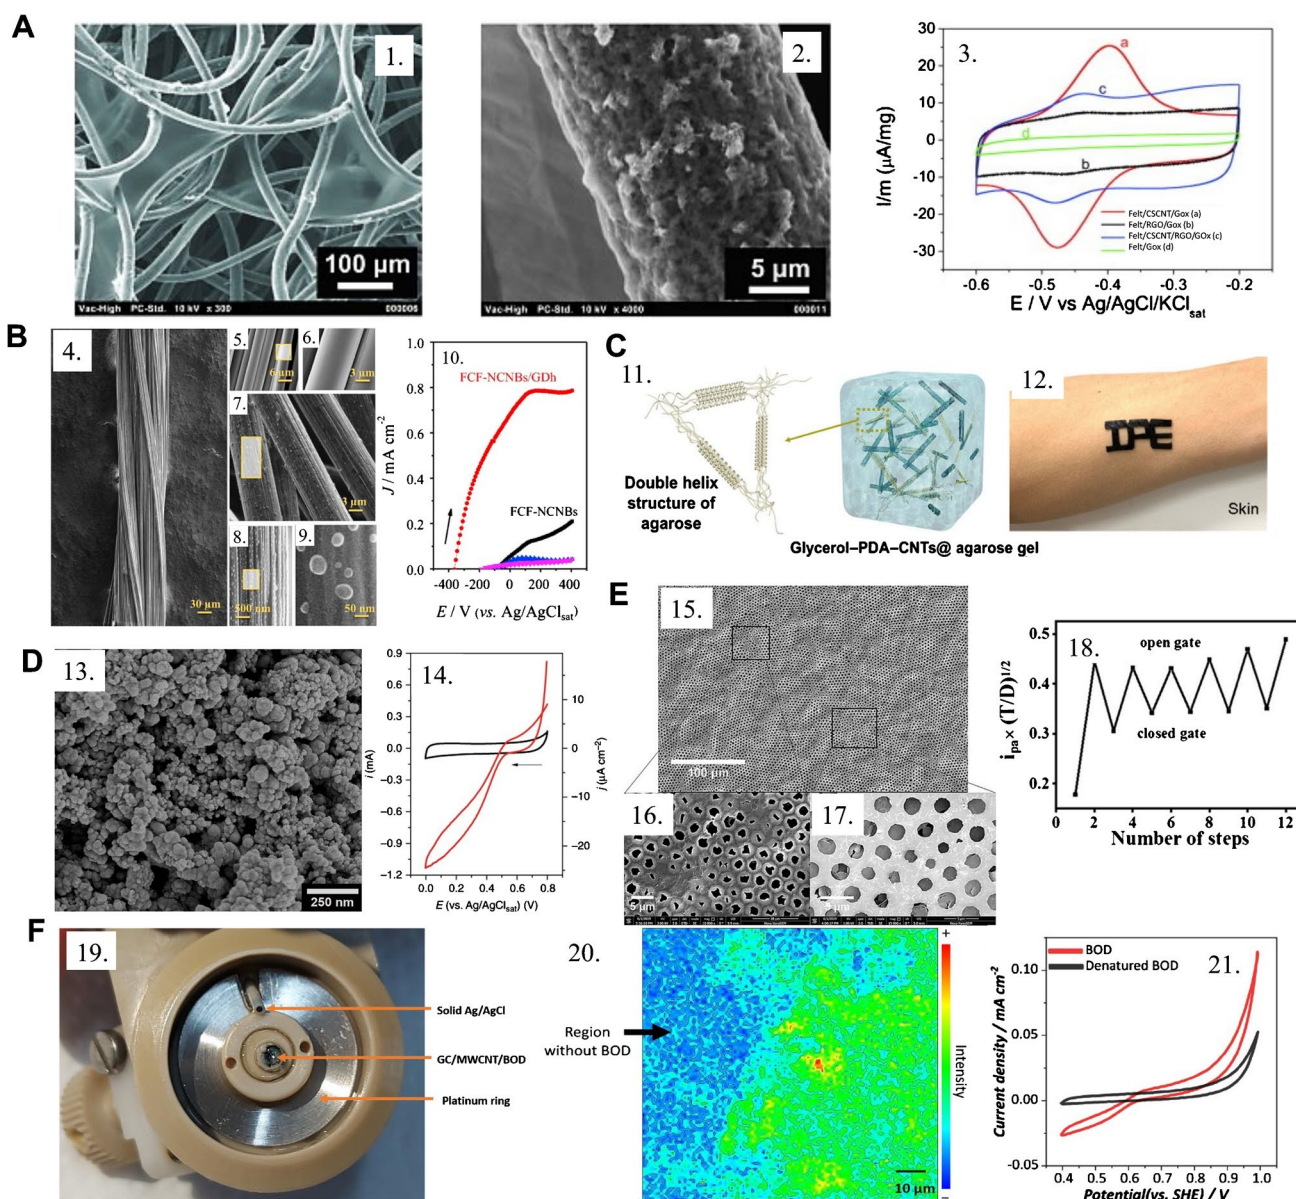 A
1.
100 µm
Vac-High PC-Std. 10 kV x 300 000006
2.
5 µm
Vac-High PC-Std. 10 kV x 4000 000011
3.
I/m (µA/mg)
30
20
10
0
-10
-20
-30
a
c
d
b
Felt/CSCNT/Gox (a)
Felt/RGO/Gox (b)
Felt/CSCNT/RGO/GOx (c)
Felt/Gox (d)
-0.6 -0.5 -0.4 -0.3 -0.2
E / V vs Ag/AgCl/KClsat
B
4.
30 µm
5.
6 µm
6.
3 µm
7.
3 µm
8.
500 nm
9.
50 nm
10.
FCF-NCNBs/GDh
FCF-NCNBs
J / mA cm-2
0.8
0.6
0.4
0.2
0.0
-400 -200 0 200 400
E / V (vs. Ag/AgClsat)
C
11.
Double helix
structure of
agarose
Glycerol–PDA–CNTs@ agarose gel
12.
IPE
Skin
D
13.
250 nm
14.
i (mA)
0.9
0.6
0.3
0.0
−0.3
−0.6
−0.9
−1.2
10
0
−10
−20
j (µA cm−2)
0.0 0.2 0.4 0.6 0.8
E (vs. Ag/AgClsat) (V)
E
15.
100 µm
16.
5 µm
17.
5 µm
18.
open gate
closed gate
ipa× (T/D)1/2
0.5
0.4
0.3
0.2
0 2 4 6 8 10 12
Number of steps
F
19.
Solid Ag/AgCl
GC/MWCNT/BOD
Platinum ring
20.
Region
without BOD
10 µm
+
Intensity
–
21.
BOD
Denatured BOD
Current density / mA cm-2
0.10
0.05
0.00
-0.05
0.4 0.5 0.6 0.7 0.8 0.9 1.0
Potential(vs. SHE) / V